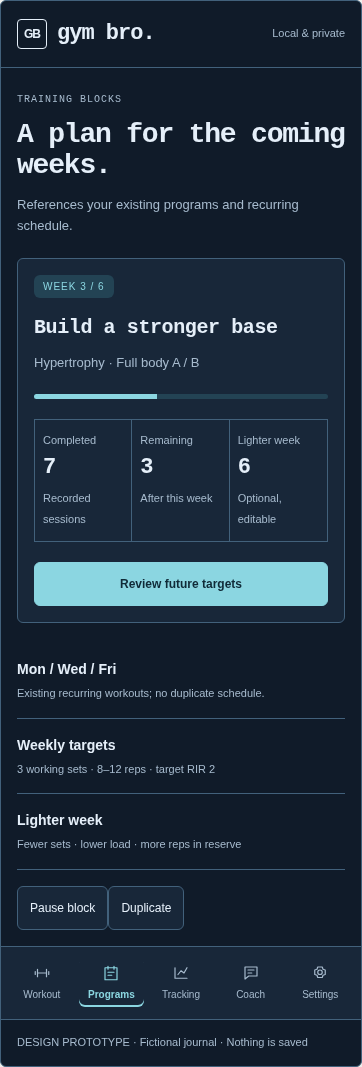 GB gym bro. Local & private
TRAINING BLOCKS
A plan for the coming
weeks.
References your existing programs and recurring
schedule.
WEEK 3 / 6
Build a stronger base
Hypertrophy · Full body A / B
Completed Remaining Lighter week
7 3 6
Recorded After this week Optional,
sessions editable
Review future targets
Mon / Wed / Fri
Existing recurring workouts; no duplicate schedule.
Weekly targets
3 working sets · 8–12 reps · target RIR 2
Lighter week
Fewer sets · lower load · more reps in reserve
Pause block Duplicate
Workout Programs Tracking Coach Settings
DESIGN PROTOTYPE · Fictional journal · Nothing is saved